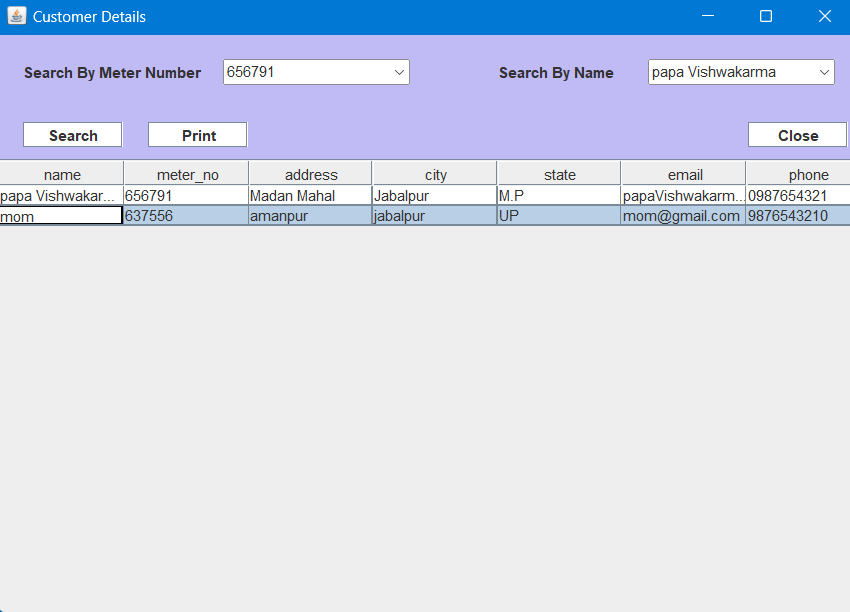 Customer Details
Search By Meter Number 656791 Search By Name papa Vishwakarma
Search Print Close
name meter_no address city state email phone
papa Vishwakar... 656791 Madan Mahal Jabalpur M.P papaVishwakarm... 0987654321
mom 637556 amanpur jabalpur UP mom@gmail.com 9876543210